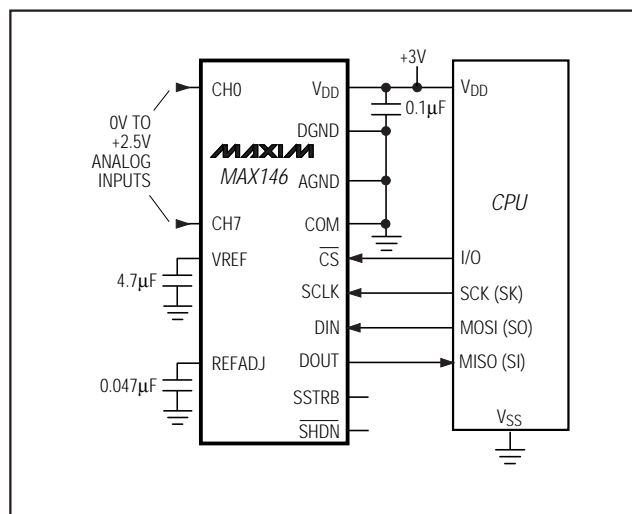 +3V
CH0
VDD
VDD
0.1µF
0V TO
+2.5V
ANALOG
INPUTS
DGND
MAXIM
MAX146
AGND
CPU
CH7
COM
VREF
CS
I/O
4.7µF
SCLK
SCK (SK)
DIN
MOSI (SO)
REFADJ
DOUT
MISO (SI)
0.047µF
SSTRB
SHDN
VSS